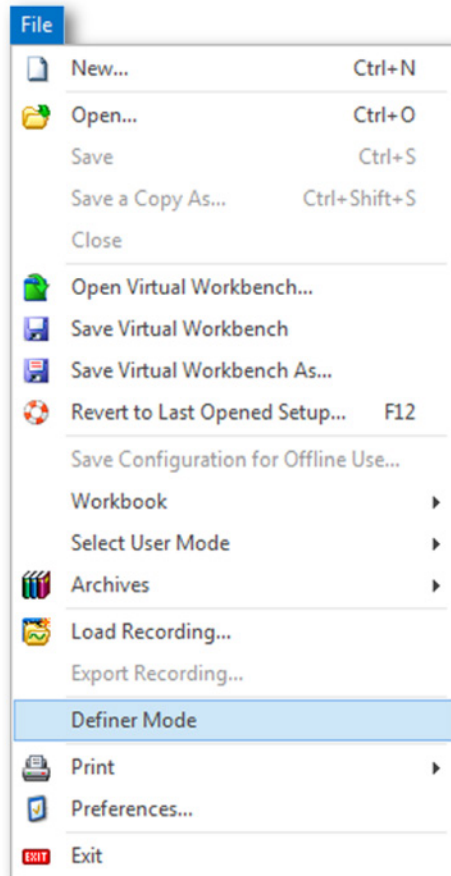 File
New... Ctrl+N
Open... Ctrl+O
Save Ctrl+S
Save a Copy As... Ctrl+Shift+S
Close
Open Virtual Workbench...
Save Virtual Workbench
Save Virtual Workbench As...
Revert to Last Opened Setup... F12
Save Configuration for Offline Use...
Workbook
Select User Mode
Archives
Load Recording...
Export Recording...
Definer Mode
Print
Preferences...
EXIT Exit